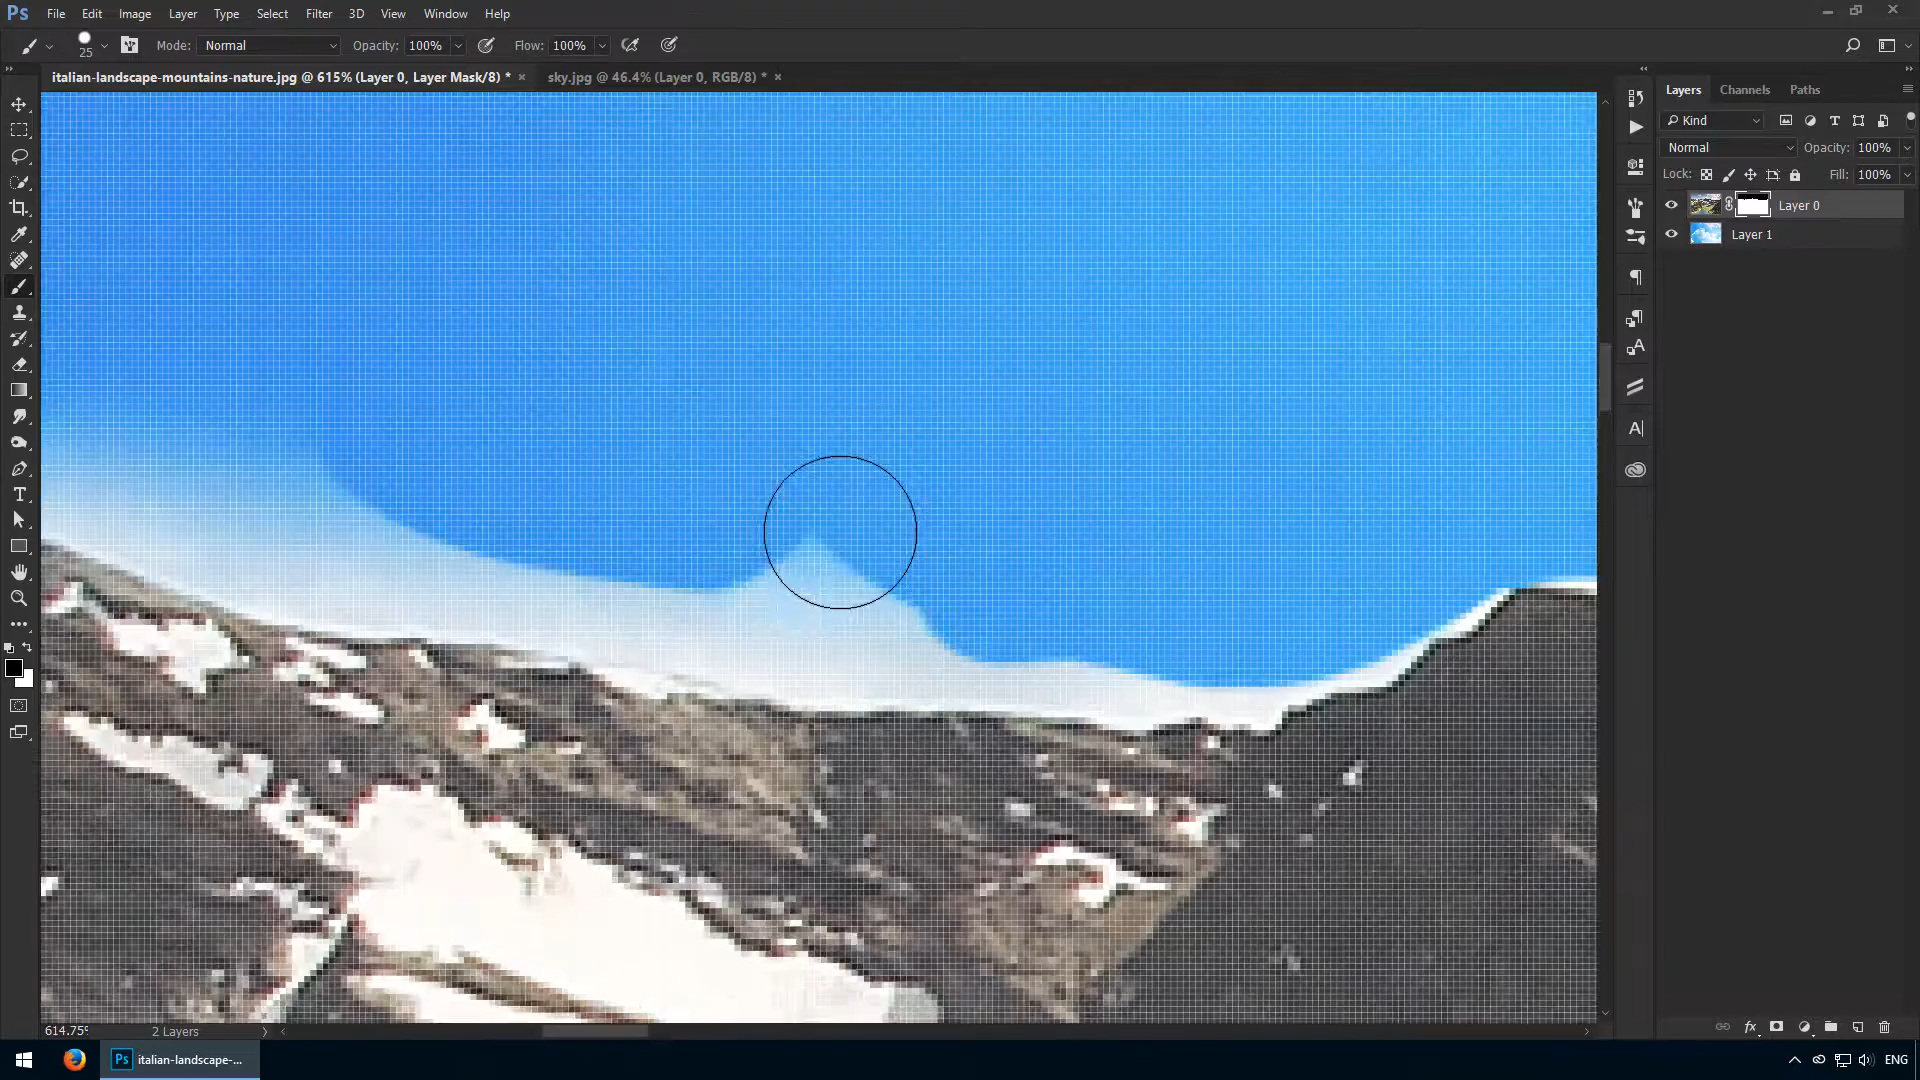 Ps File Edit Image Layer Type Select Filter 3D View Window Help
25 Mode: Normal Opacity: 100% Flow: 100%
italian-landscape-mountains-nature.jpg @ 615% (Layer 0, Layer Mask/8) * × sky.jpg @ 46.4% (Layer 0, RGB/8) * ×
Layers Channels Paths
Kind
Normal Opacity: 100%
Lock: Fill: 100%
Layer 0
Layer 1
614.75% 2 Layers
Ps italian-landscape-... ENG